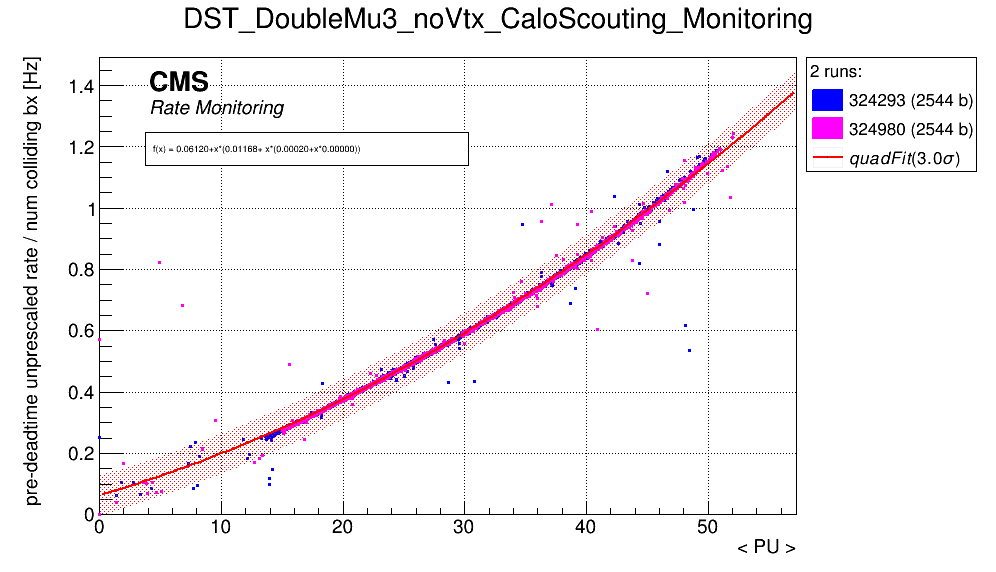 DST_DoubleMu3_noVtx_CaloScouting_Monitoring
pre-deadtime unprescaled rate / num colliding bx [Hz]
CMS
Rate Monitoring
f(x) = 0.06120+x*(0.01168+ x*(0.00020+x*0.00000))
2 runs:
324293 (2544 b)
324980 (2544 b)
quadFit(3.0σ)
1.4
1.2
1
0.8
0.6
0.4
0.2
0
0 10 20 30 40 50
< PU >